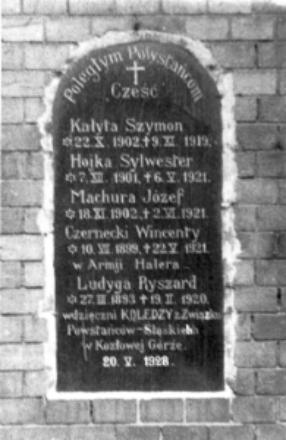 Poległym Powstańcom
Cześć
Kałyta Szymon
✡22.X.1902.✝9.XI.1919.
Hojka Sylwester
✡7.XII.1901.✝6.V.1921.
Machura Józef
✡18.XI.1902.✝2.VI.1921.
Czernecki Wincenty
✡10.VII.1899.✝22.V.1921.
w Armji Halera
Ludyga Ryszard
✡27.III.1893 ✝19.II.1920.
wdzięczni KOLEDZY z Związku
Powstańców-Śląskich
w Kozłowej Górze.
20. V. 1928.